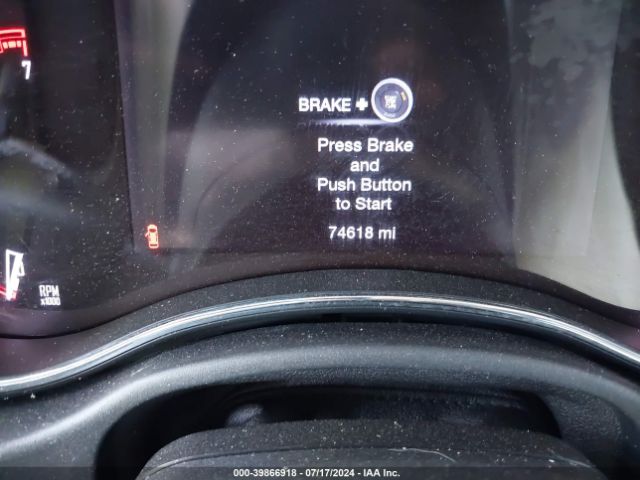 7
BRAKE +
Press Brake
and
Push Button
to Start
74618 mi
RPM
x1000
000-39866918 - 07/17/2024 - IAA Inc.